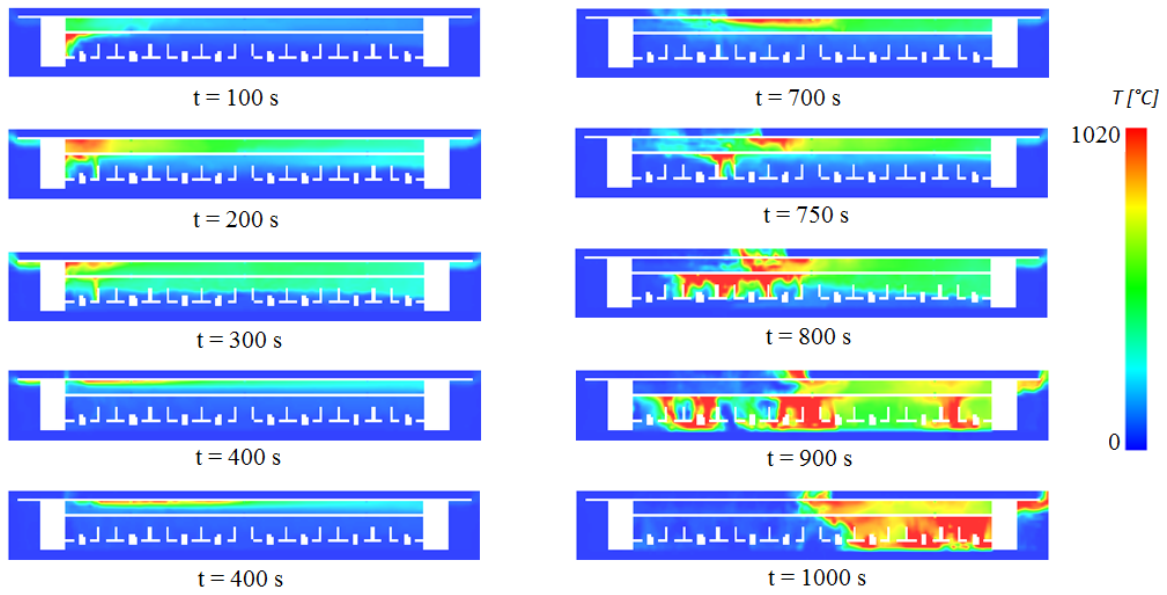 t = 100 s
t = 200 s
t = 300 s
t = 400 s
t = 400 s
t = 700 s
t = 750 s
t = 800 s
t = 900 s
t = 1000 s
T [°C]
1020
0